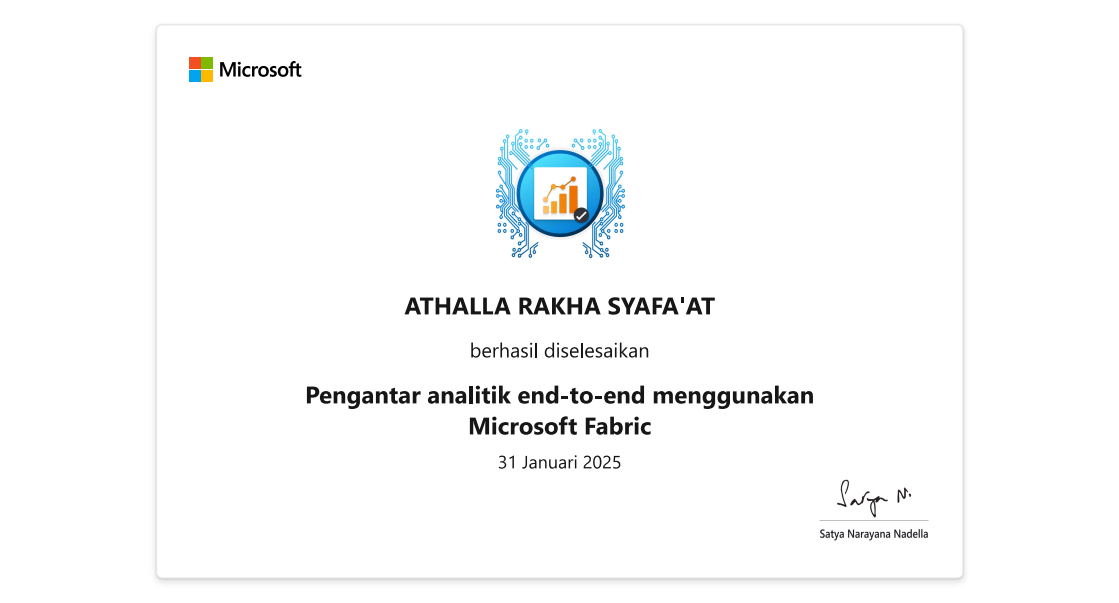 Microsoft
ATHALLA RAKHA SYAFA'AT
berhasil diselesaikan
Pengantar analitik end-to-end menggunakan
Microsoft Fabric
31 Januari 2025
Satya N.
Satya Narayana Nadella